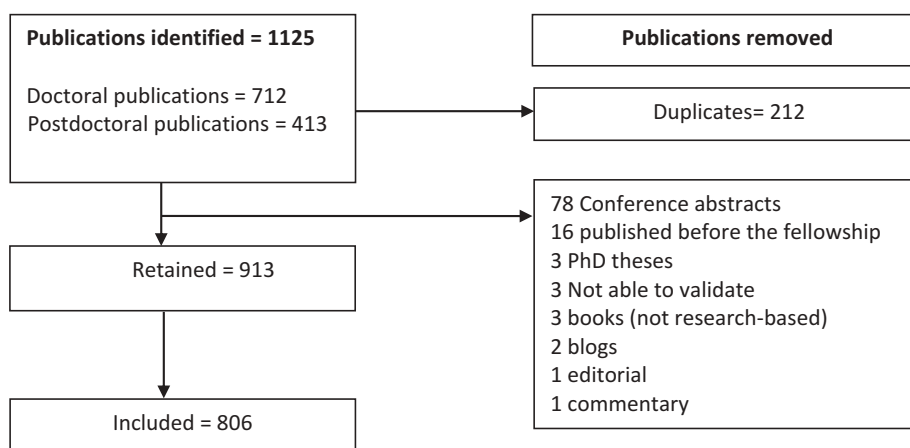 Publications identified = 1125
Doctoral publications = 712
Postdoctoral publications = 413
Publications removed
Duplicates= 212
78 Conference abstracts
16 published before the fellowship
3 PhD theses
3 Not able to validate
3 books (not research-based)
2 blogs
1 editorial
1 commentary
Retained = 913
Included = 806